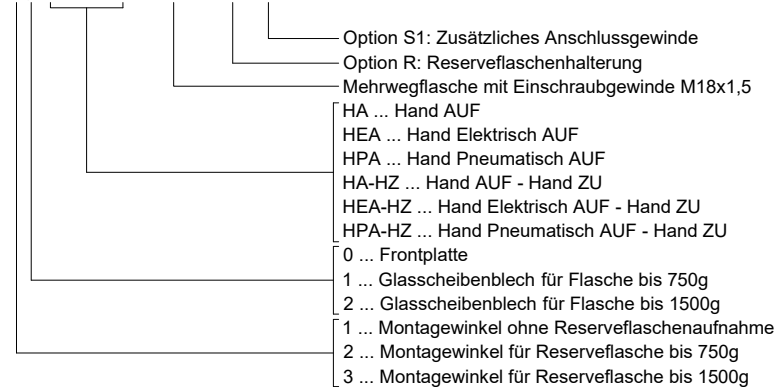 Option S1: Zusätzliches Anschlussgewinde
Option R: Reserveflaschenhalterung
Mehrwegflasche mit Einschraubgewinde M18x1,5
HA ... Hand AUF
HEA ... Hand Elektrisch AUF
HPA ... Hand Pneumatisch AUF
HA-HZ ... Hand AUF - Hand ZU
HEA-HZ ... Hand Elektrisch AUF - Hand ZU
HPA-HZ ... Hand Pneumatisch AUF - Hand ZU
0 ... Frontplatte
1 ... Glasscheibenblech für Flasche bis 750g
2 ... Glasscheibenblech für Flasche bis 1500g
1 ... Montagewinkel ohne Reserveflaschenaufnahme
2 ... Montagewinkel für Reserveflasche bis 750g
3 ... Montagewinkel für Reserveflasche bis 1500g